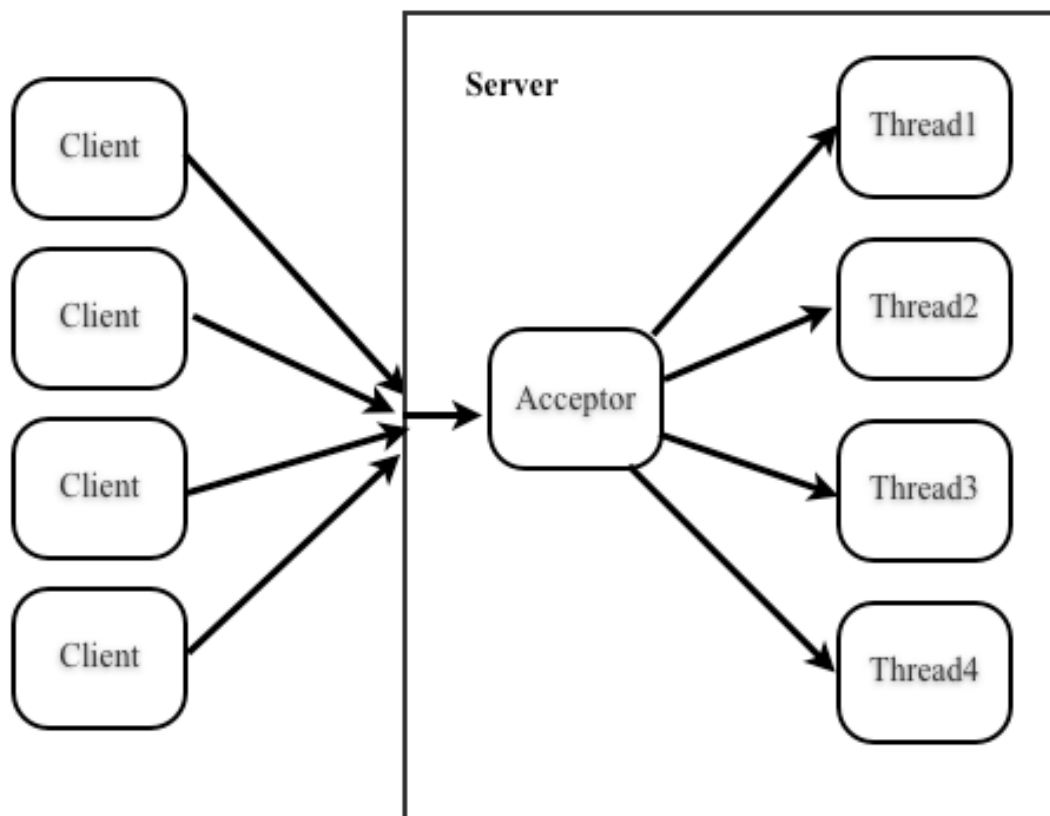 Server
Client
Client
Client
Client
Acceptor
Thread1
Thread2
Thread3
Thread4